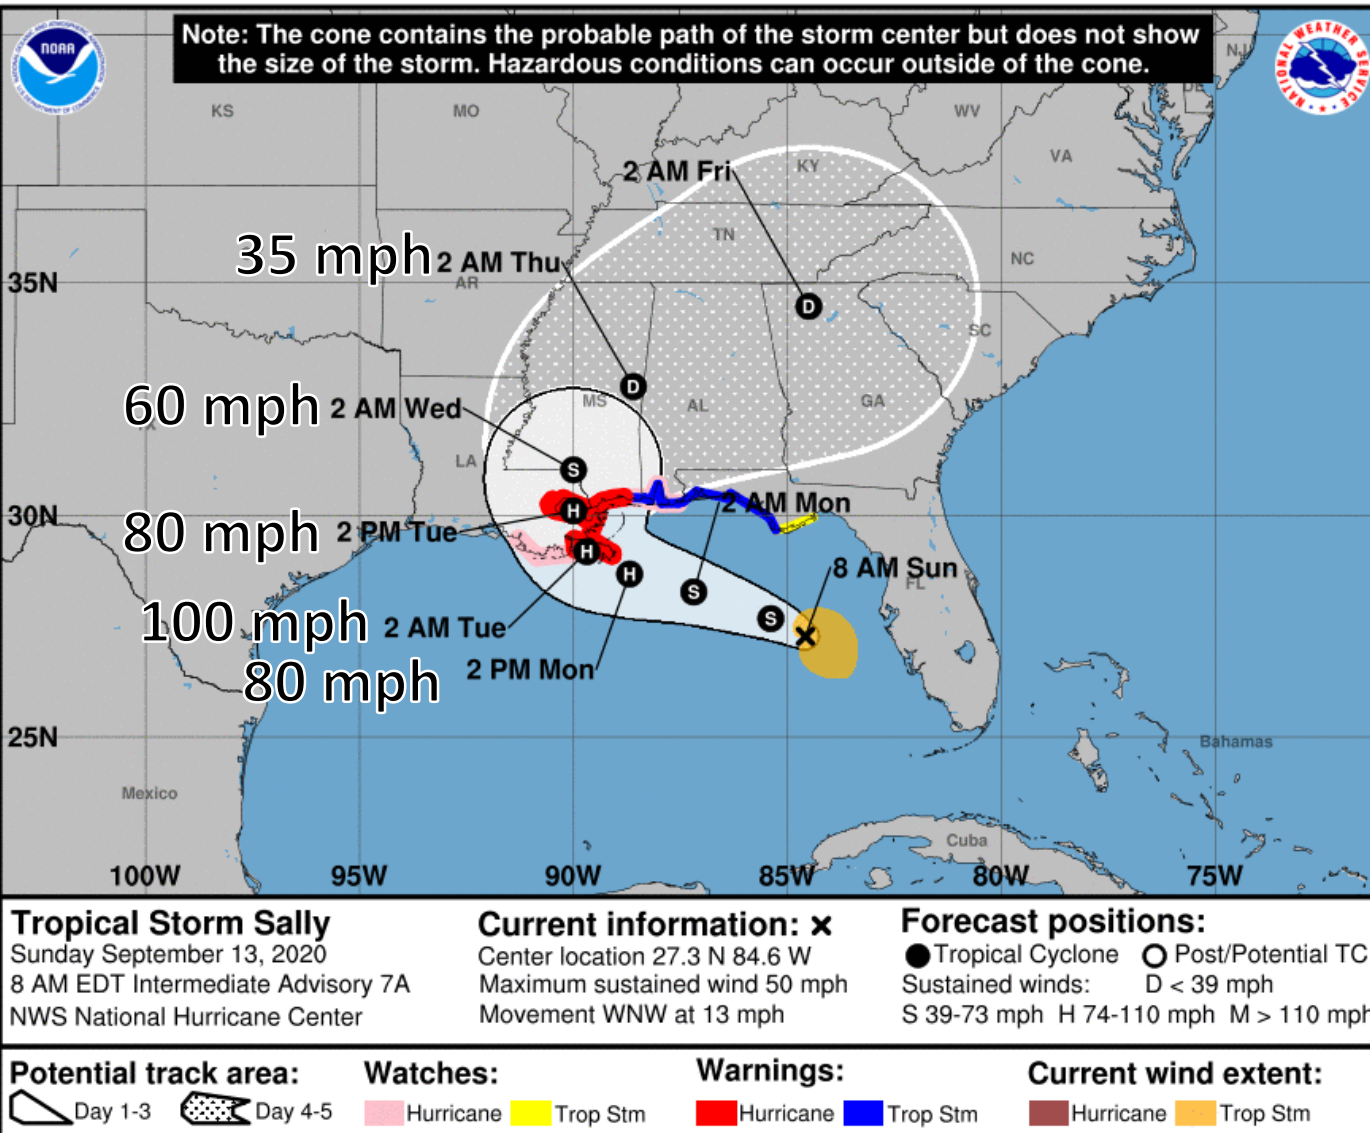 Note: The cone contains the probable path of the storm center but does not show
the size of the storm. Hazardous conditions can occur outside of the cone.
NOAA
NATIONAL WEATHER SERVICE
NJ
DE
KS
MO
WV
VA
KY
2 AM Fri
TN
NC
35 mph 2 AM Thu
35N
AR
SC
60 mph 2 AM Wed
MS
AL
GA
LA
D
D
S
H
H
H
S
S
2 AM Mon
30N
80 mph 2 PM Tue
8 AM Sun
FL
100 mph 2 AM Tue
80 mph 2 PM Mon
25N
Bahamas
Mexico
Cuba
100W 95W 90W 85W 80W 75W
Tropical Storm Sally
Sunday September 13, 2020
8 AM EDT Intermediate Advisory 7A
NWS National Hurricane Center
Current information: ×
Center location 27.3 N 84.6 W
Maximum sustained wind 50 mph
Movement WNW at 13 mph
Forecast positions:
Tropical Cyclone Post/Potential TC
Sustained winds: D < 39 mph
S 39-73 mph H 74-110 mph M > 110 mph
Potential track area:
Day 1-3 Day 4-5
Watches:
Hurricane Trop Stm
Warnings:
Hurricane Trop Stm
Current wind extent:
Hurricane Trop Stm